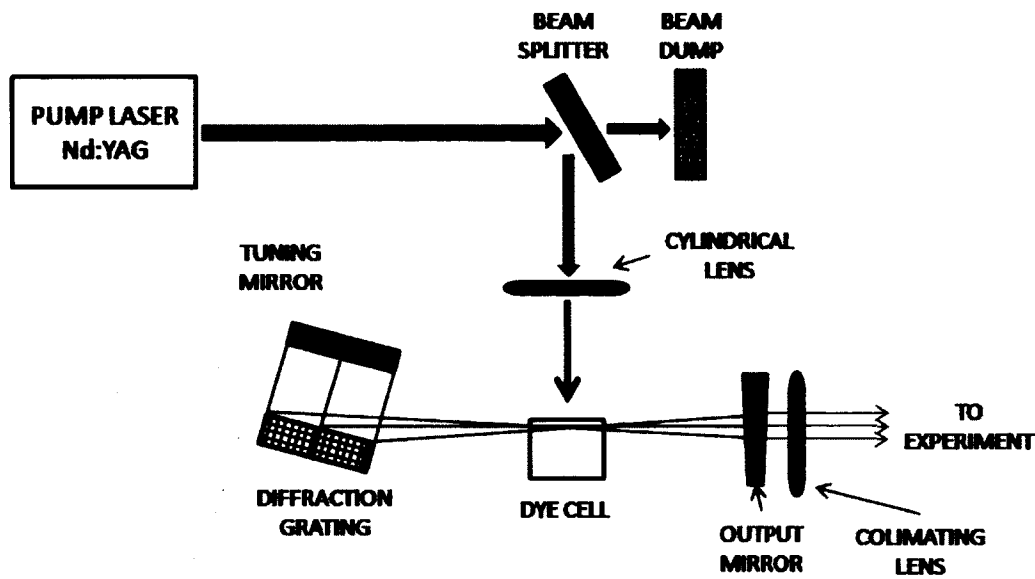 BEAM
SPLITTER
BEAM
DUMP
PUMP LASER
Nd:YAG
TUNING
MIRROR
CYLINDRICAL
LENS
TO
EXPERIMENT
DIFFRACTION
GRATING
DYE CELL
OUTPUT
MIRROR
COLIMATING
LENS